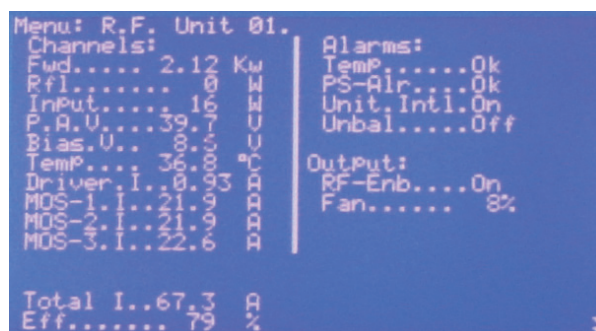 Menu: R.F. Unit 01.
Channels:
Fwd..... 2.12 Kw
Rfl....... 0 W
Input..... 16 W
P.A.V....39.7 V
Bias.V.. 8.5 V
Temp.... 36.8 °C
Driver.I..0.93 A
MOS-1.I..21.9 A
MOS-2.I..21.9 A
MOS-3.I..22.6 A
Total I..67.3 A
Eff....... 79 %
Alarms:
Temp......Ok
PS-Alr....Ok
Unit.Intl.On
Unbal.....Off
Output:
RF-Enb....On
Fan...... 8%